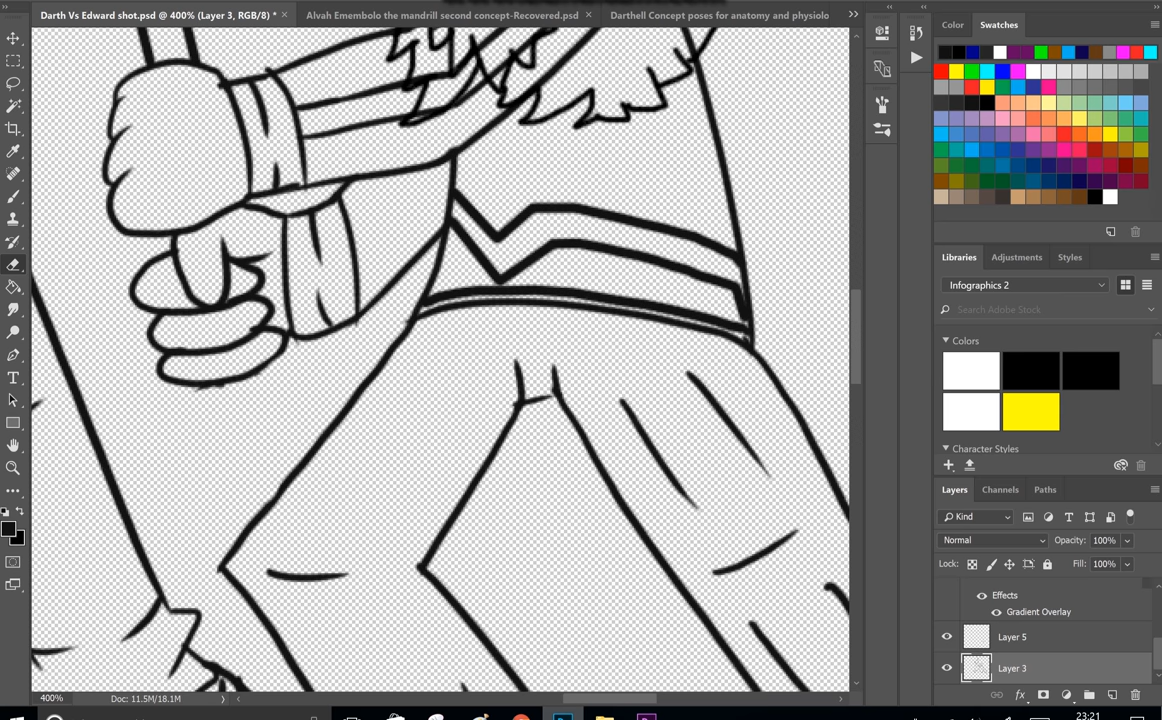 Darth Vs Edward shot.psd @ 400% (Layer 3, RGB/8) * ×
Alvah Emembolo the mandrill second concept-Recovered.psd ×
Darthell Concept poses for anatomy and physiolo
Color
Swatches
Libraries
Adjustments
Styles
Infographics 2
Search Adobe Stock
Colors
Character Styles
Layers
Channels
Paths
Kind
Normal
Opacity: 100%
Lock:
Fill: 100%
Effects
Gradient Overlay
Layer 5
Layer 3
fx
400%
Doc: 11.5M/18.1M
23:21